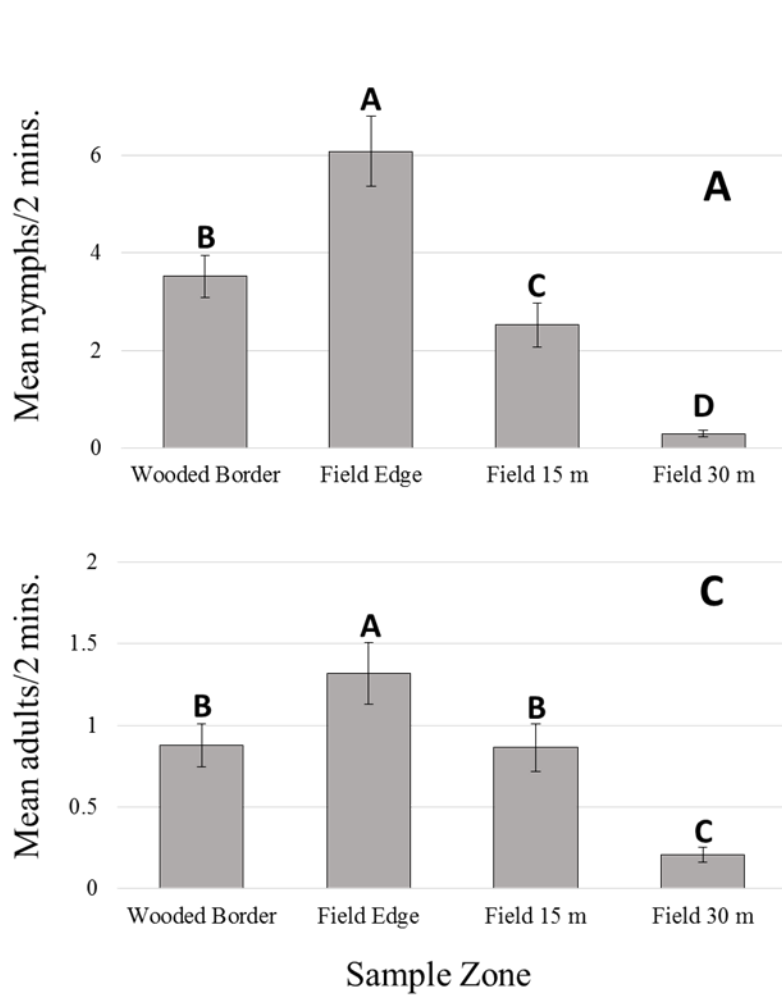 Mean nymphs/2 mins.
6
4
2
0
B
A
C
D
A
Wooded Border
Field Edge
Field 15 m
Field 30 m
Mean adults/2 mins.
2
1.5
1
0.5
0
B
A
B
C
C
Wooded Border
Field Edge
Field 15 m
Field 30 m
Sample Zone